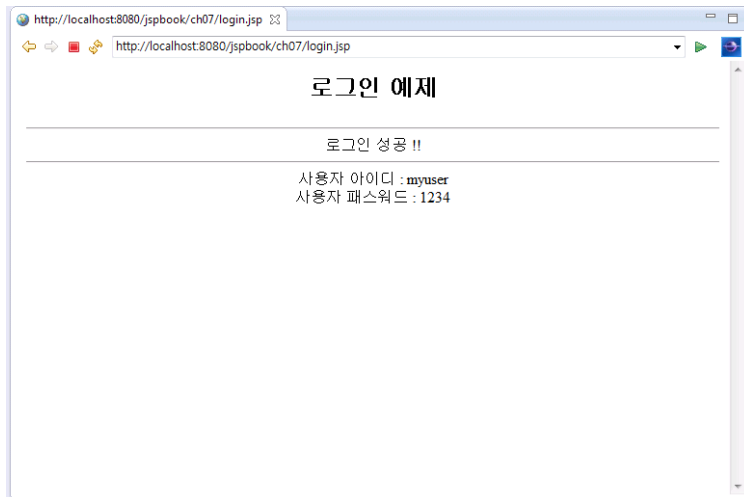 http://localhost:8080/jspbook/ch07/login.jsp
http://localhost:8080/jspbook/ch07/login.jsp
로그인 예제
로그인 성공 !!
사용자 아이디 : myuser
사용자 패스워드 : 1234